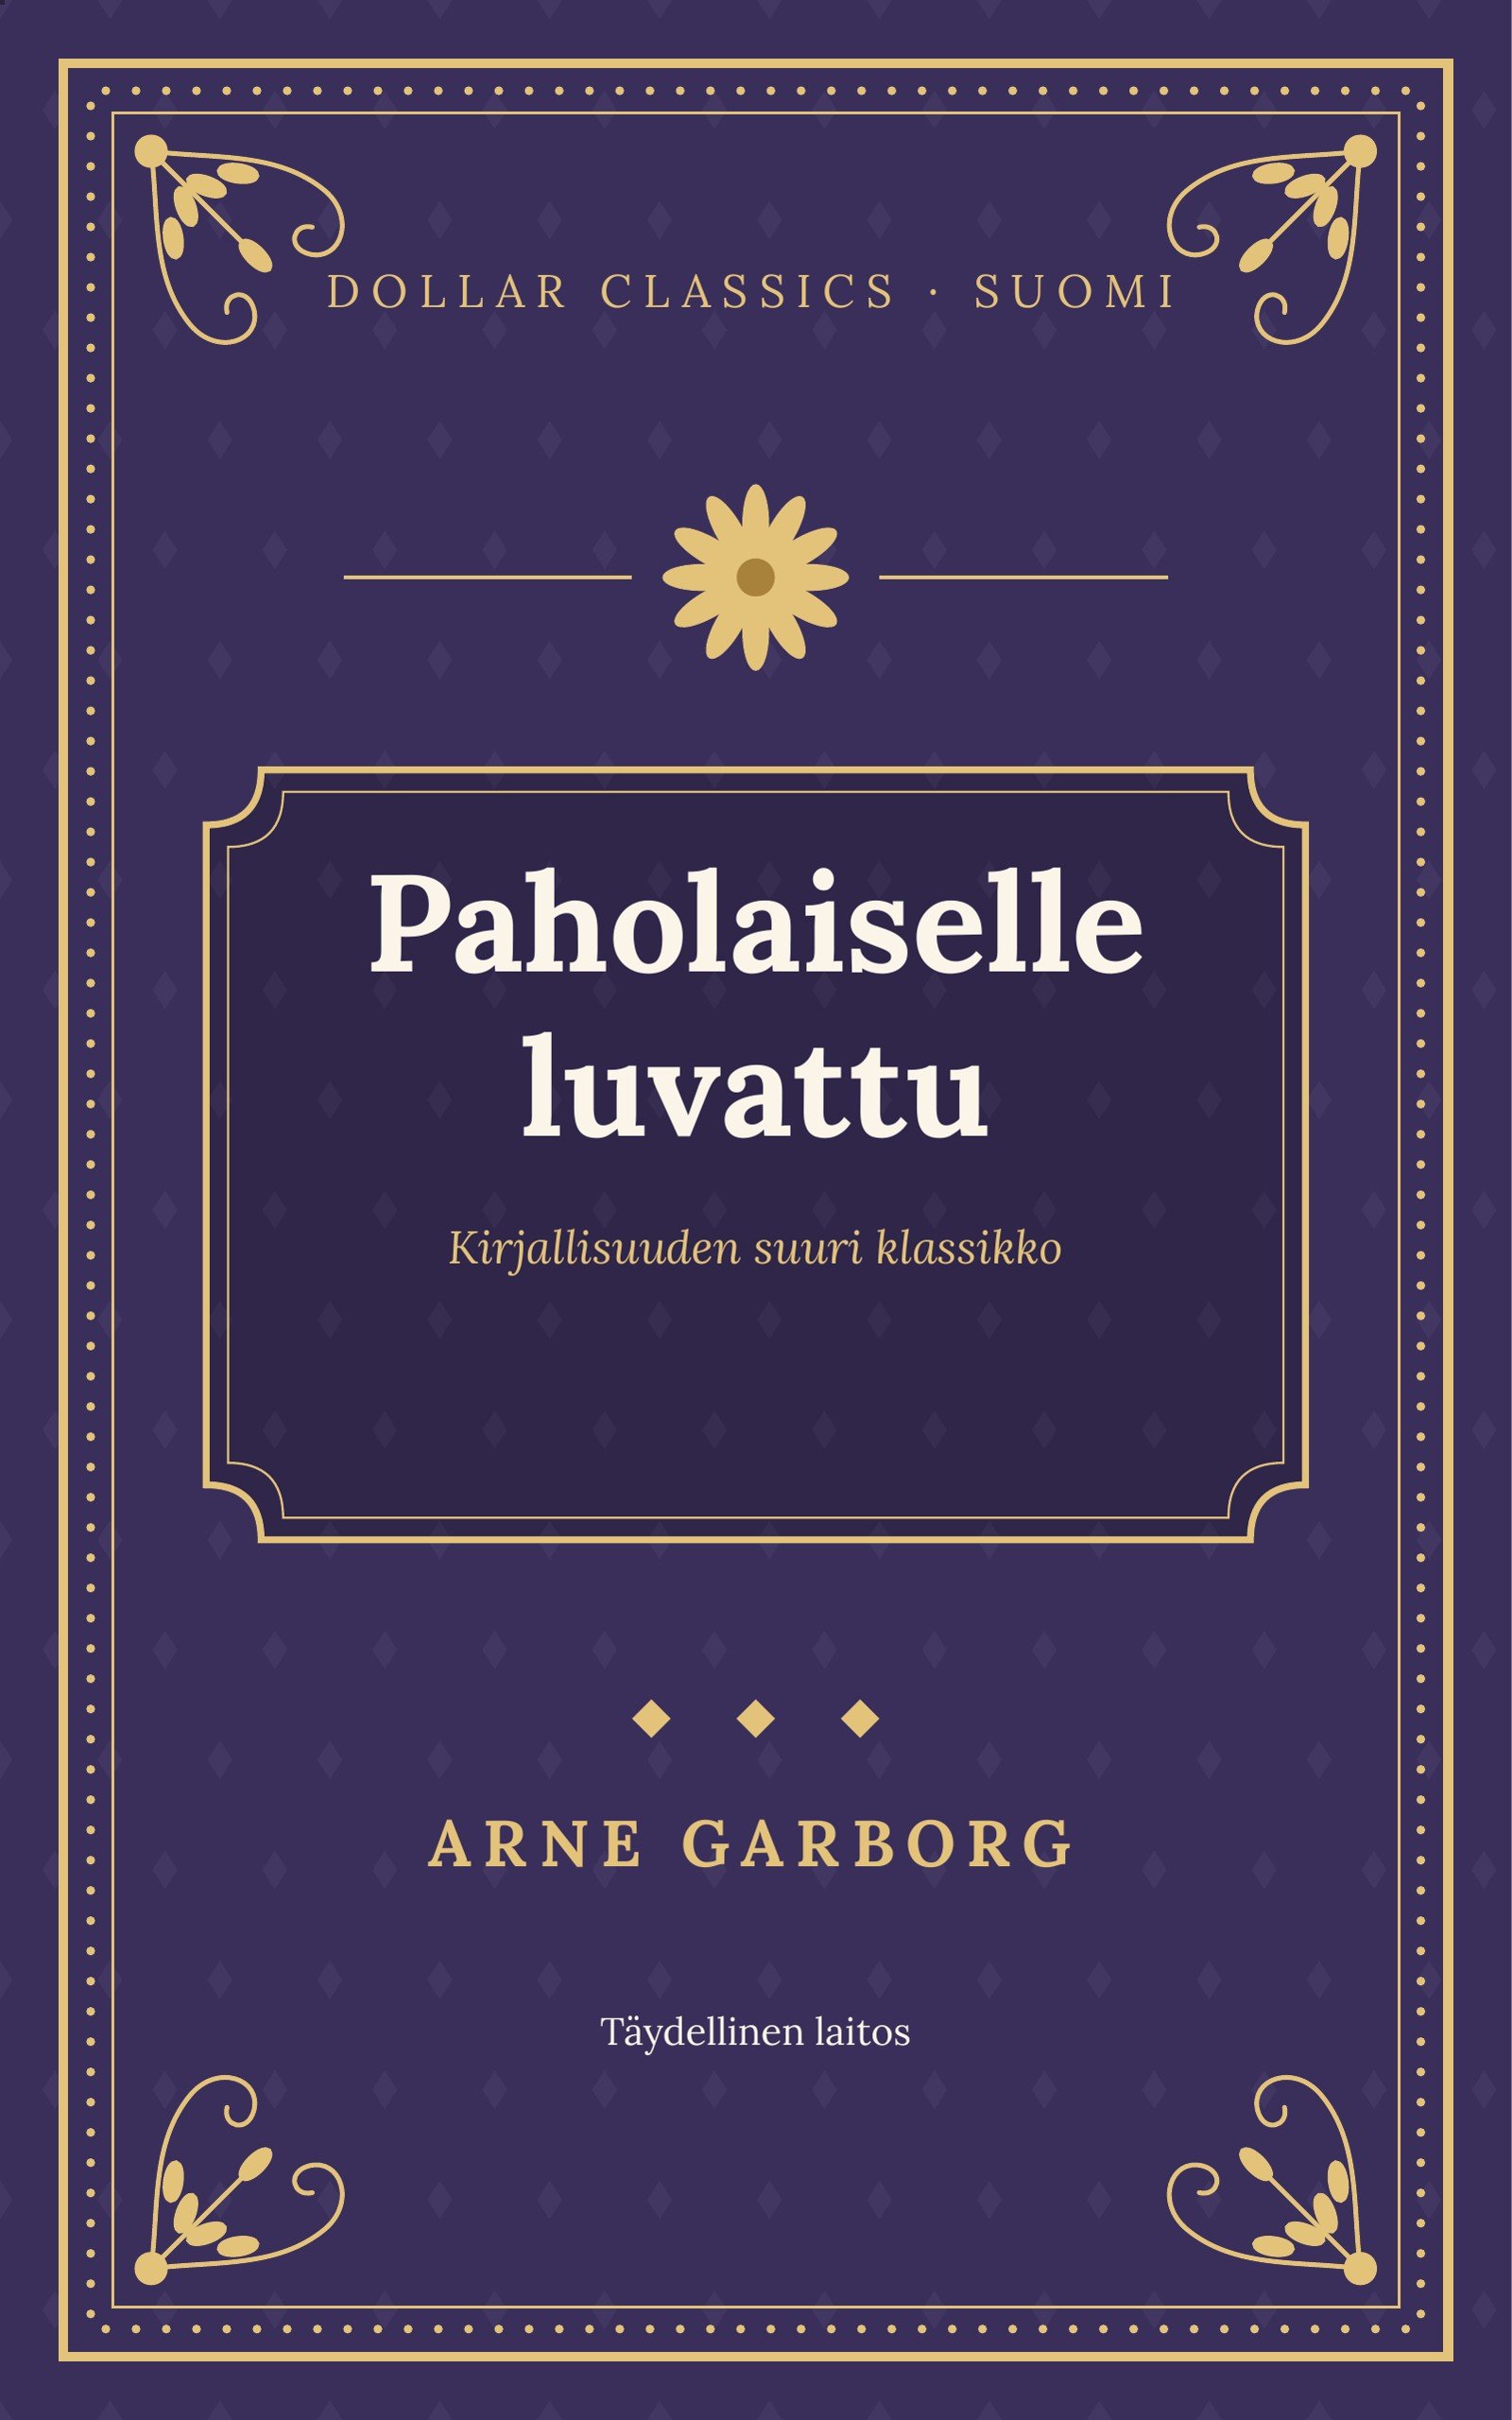 DOLLAR CLASSICS · SUOMI
Paholaiselle
luvattu
Kirjallisuuden suuri klassikko
ARNE GARBORG
Täydellinen laitos